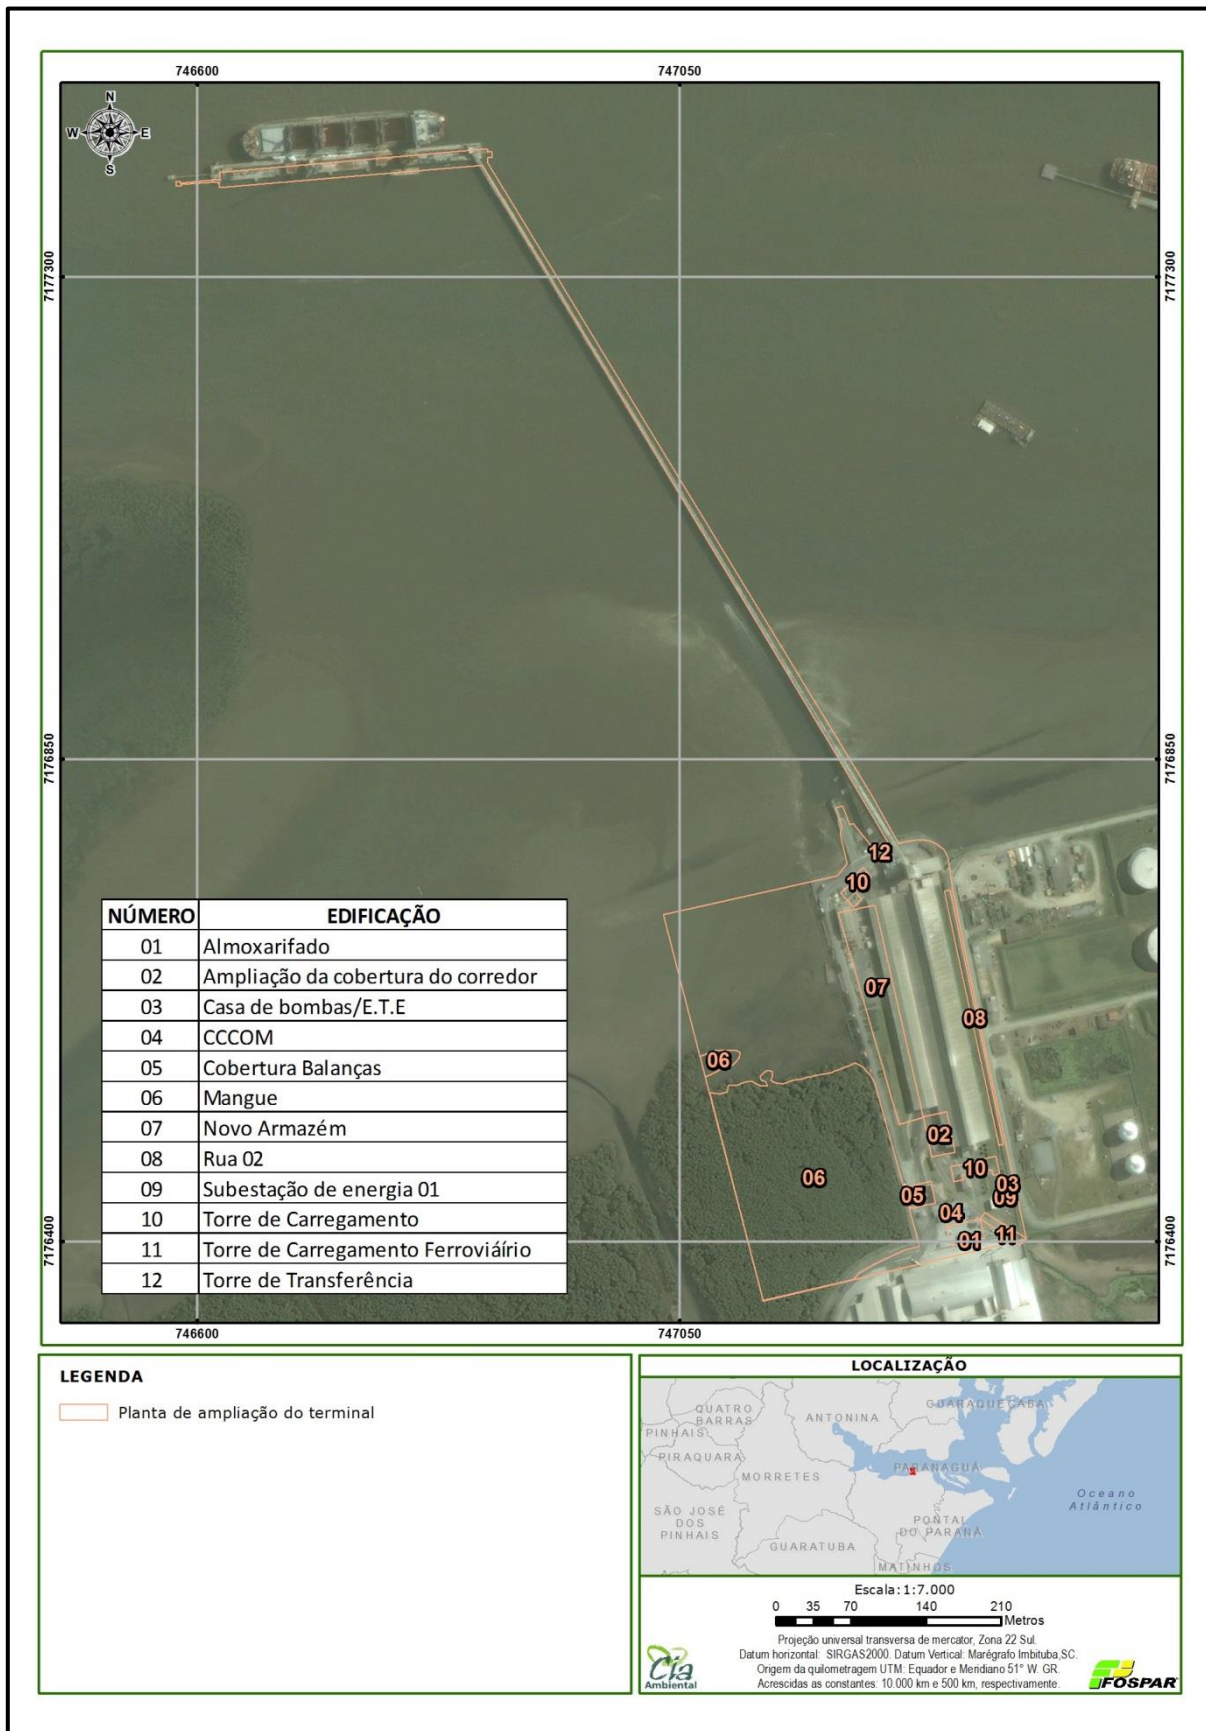 746600 747050
N
W E
S
7177300 7177300
7176850 7176850
7176400 7176400
12
10
07
08
06
02
10
06
03
09
05
04
11
01
NÚMERO EDIFICAÇÃO
01 Almoxarifado
02 Ampliação da cobertura do corredor
03 Casa de bombas/E.T.E
04 CCCOM
05 Cobertura Balanças
06 Mangue
07 Novo Armazém
08 Rua 02
09 Subestação de energia 01
10 Torre de Carregamento
11 Torre de Carregamento Ferroviáírio
12 Torre de Transferência
746600 747050
LEGENDA
Planta de ampliação do terminal
LOCALIZAÇÃO
GUARAQUEÇABA
QUATRO
BARRAS
ANTONINA
PINHAIS
PIRAQUARA
PARANAGUÁ
MORRETES
Oceano
Atlântico
SÃO JOSÉ
DOS
PINHAIS
PONTAL
DO PARANÁ
GUARATUBA
MATINHOS
Escala: 1:7.000
0 35 70 140 210
Metros
Projeção universal transversa de mercator, Zona 22 Sul.
Datum horizontal: SIRGAS2000. Datum Vertical: Marégrafo Imbituba,SC.
Origem da quilometragem UTM: Equador e Meridiano 51° W. GR.
Acrescidas as constantes: 10.000 km e 500 km, respectivamente.
Cia
Ambiental
FOSPAR